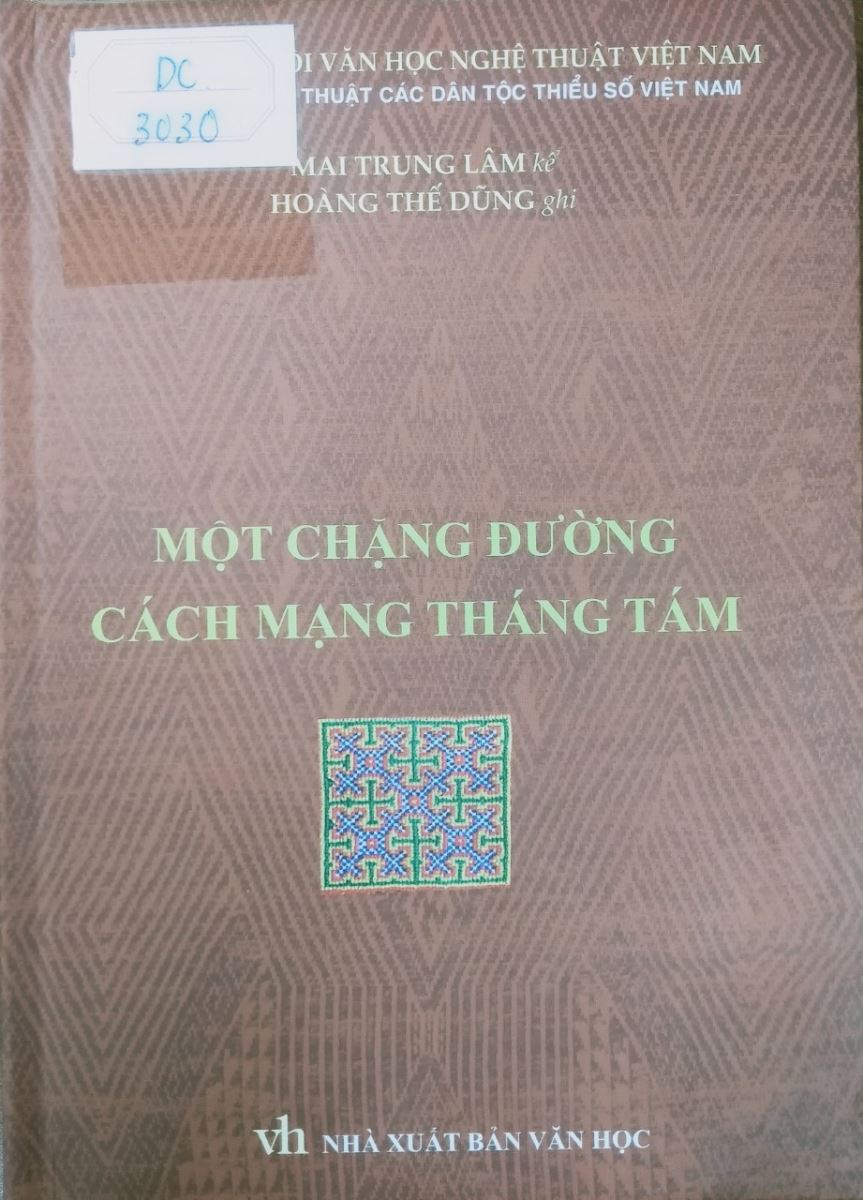 DC
3030
VĂN HỌC NGHỆ THUẬT VIỆT NAM
THUẬT CÁC DÂN TỘC THIỂU SỐ VIỆT NAM
MAI TRUNG LÂM kể
HOÀNG THẾ DŨNG ghi
MỘT CHẶNG ĐƯỜNG
CÁCH MẠNG THÁNG TÁM
vh NHÀ XUẤT BẢN VĂN HỌC